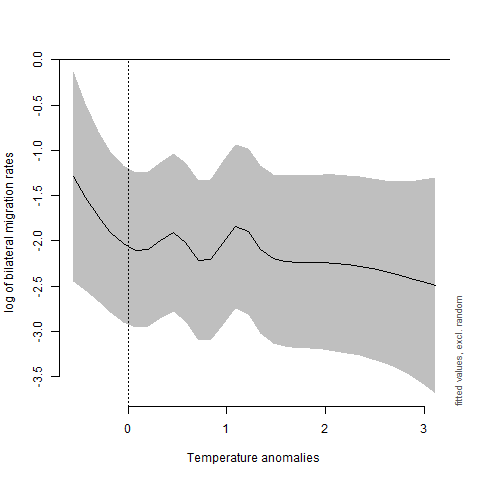 0.0
-0.5
-1.0
-1.5
-2.0
-2.5
-3.0
-3.5
log of bilateral migration rates
0 1 2 3
Temperature anomalies
fitted values, excl. random